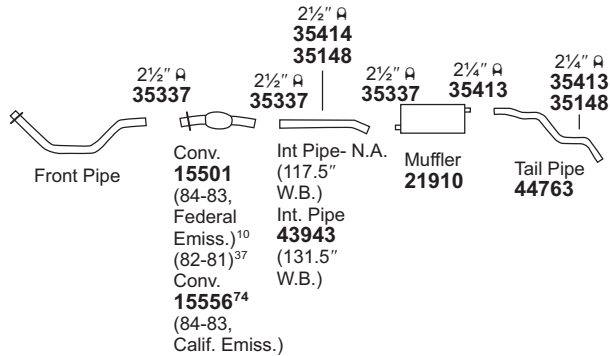 2½″
35414
35148
2½″
35337
2½″
35337
2½″
35337
2¼″
35413
2¼″
35413
35148
Front Pipe
Conv.
15501
(84-83,
Federal
Emiss.)¹⁰
(82-81)³⁷
Conv.
15556⁷⁴
(84-83,
Calif. Emiss.)
Int Pipe- N.A.
(117.5″
W.B.)
Int. Pipe
43943
(131.5″
W.B.)
Muffler
21910
Tail Pipe
44763